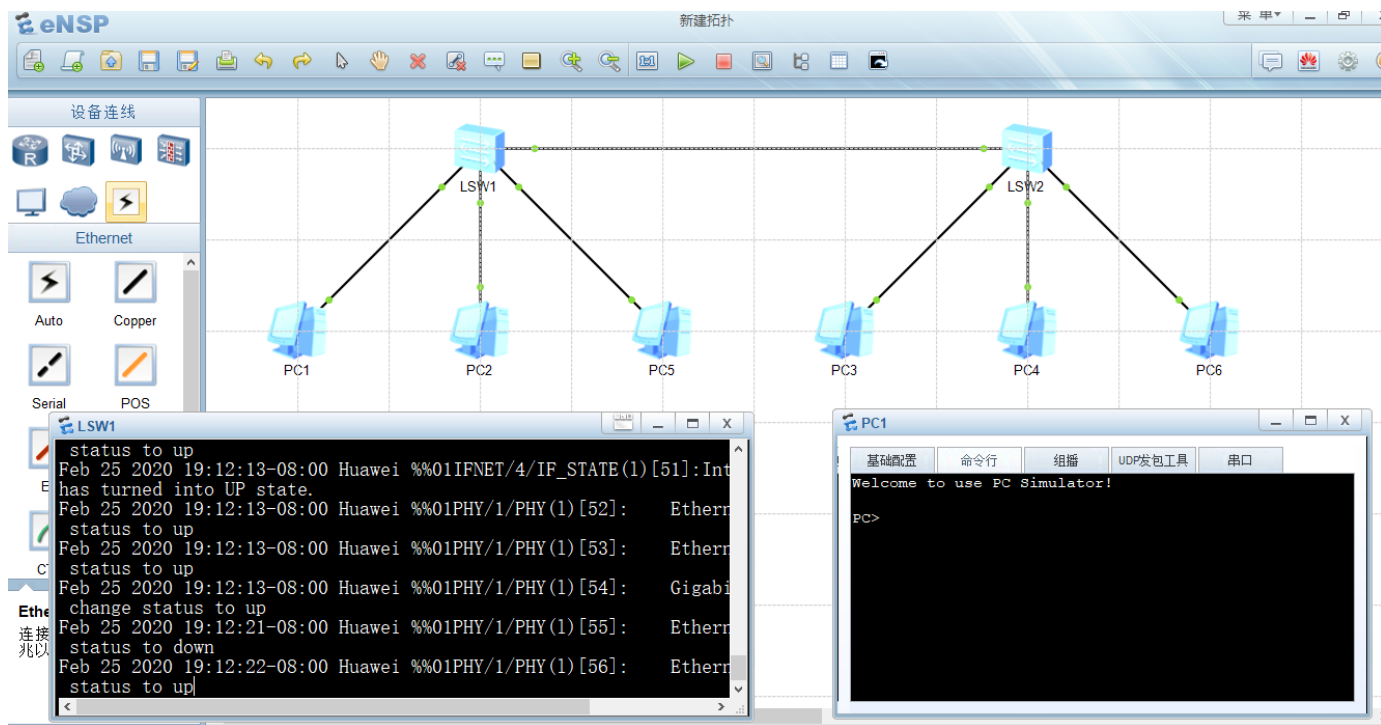 eNSP
新建拓扑
菜 单
设备连线
Ethernet
Auto
Copper
Serial
POS
LSW1
LSW2
PC1
PC2
PC5
PC3
PC4
PC6
LSW1
status to up
Feb 25 2020 19:12:13-08:00 Huawei %%01IFNET/4/IF_STATE(l)[51]:Int
has turned into UP state.
Feb 25 2020 19:12:13-08:00 Huawei %%01PHY/1/PHY(l)[52]:    Ethern
status to up
Feb 25 2020 19:12:13-08:00 Huawei %%01PHY/1/PHY(l)[53]:    Ethern
status to up
Feb 25 2020 19:12:13-08:00 Huawei %%01PHY/1/PHY(l)[54]:    Gigabi
change status to up
Feb 25 2020 19:12:21-08:00 Huawei %%01PHY/1/PHY(l)[55]:    Ethern
status to down
Feb 25 2020 19:12:22-08:00 Huawei %%01PHY/1/PHY(l)[56]:    Ethern
status to up
PC1
基础配置 命令行 组播 UDP发包工具 串口
Welcome to use PC Simulator!
PC>
Ethe
连接
兆以